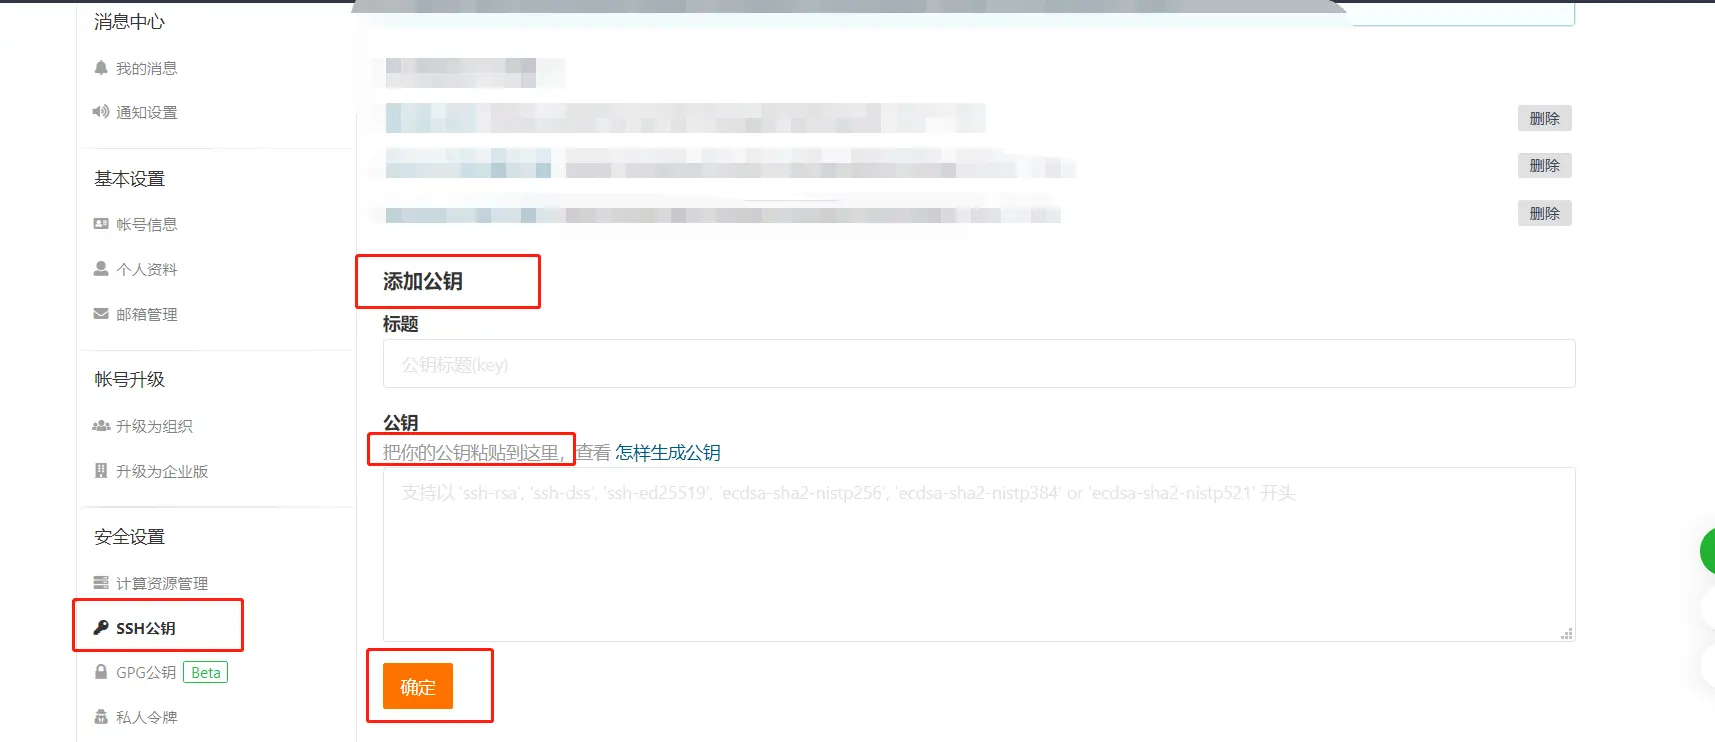 消息中心
我的消息
通知设置
基本设置
帐号信息
个人资料
邮箱管理
帐号升级
升级为组织
升级为企业版
安全设置
计算资源管理
SSH公钥
GPG公钥 Beta
私人令牌
删除
删除
删除
添加公钥
标题
公钥标题(key)
公钥
把你的公钥粘贴到这里，查看 怎样生成公钥
支持以 'ssh-rsa', 'ssh-dss', 'ssh-ed25519', 'ecdsa-sha2-nistp256', 'ecdsa-sha2-nistp384' or 'ecdsa-sha2-nistp521' 开头
确定